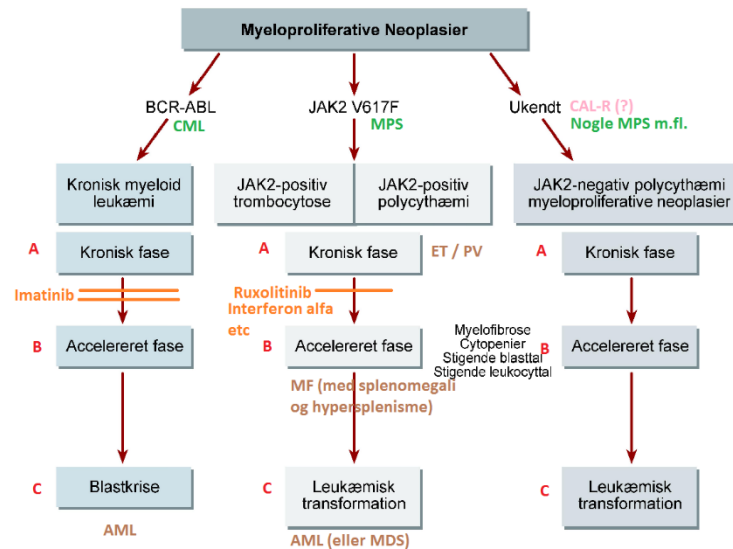 Myeloproliferative Neoplasier
BCR-ABL
CML
JAK2 V617F
MPS
Ukendt
CAL-R (?)
Nogle MPS m.fl.
Kronisk myeloid
leukæmi
JAK2-positiv
trombocytose
JAK2-positiv
polycythæmi
JAK2-negativ polycythæmi
myeloproliferative neoplasier
A
Kronisk fase
A
Kronisk fase
ET / PV
A
Kronisk fase
Imatinib
Ruxolitinib
Interferon alfa
etc
B
Accelereret fase
B
Accelereret fase
Myelofibrose
Cytopenier
Stigende blasttal
Stigende leukocyttal
B
Accelereret fase
MF (med splenomegali
og hypersplenisme)
C
Blastkrise
C
Leukæmisk
transformation
C
Leukæmisk
transformation
AML
AML (eller MDS)